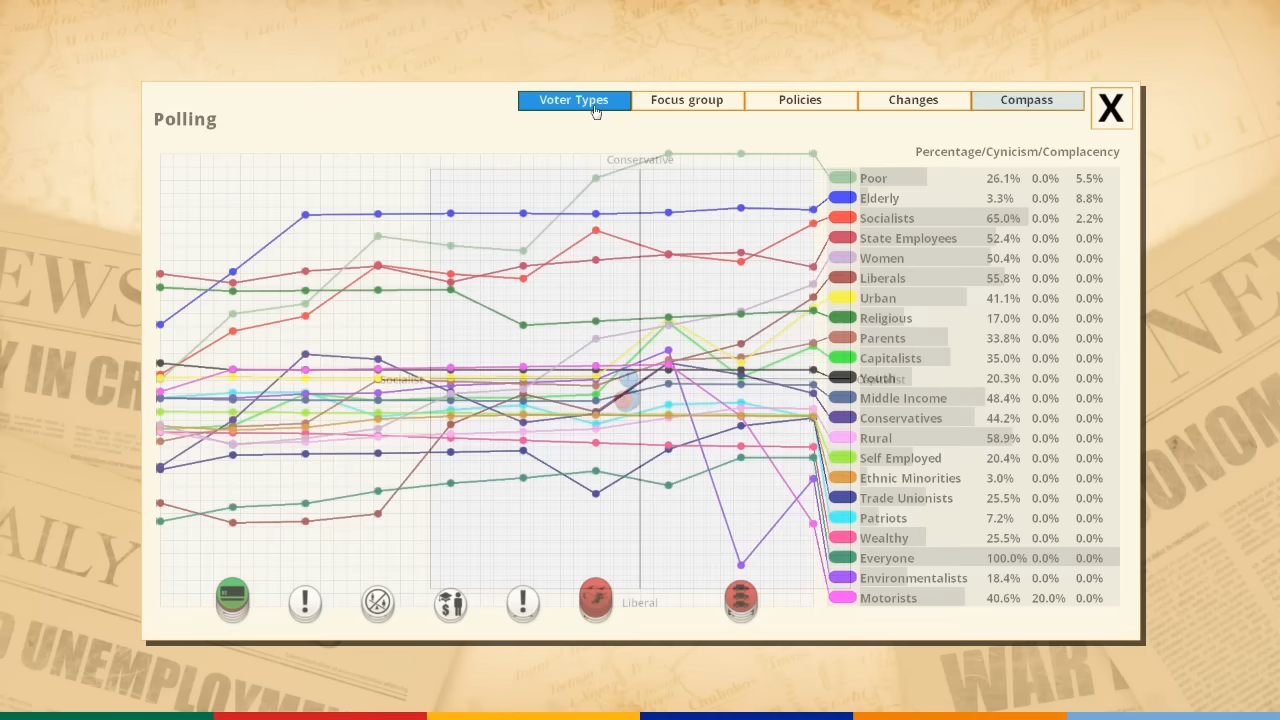 Voter Types
Focus group
Policies
Changes
Compass
X
Polling
Percentage/Cynicism/Complacency
Conservative
Socialist
Liberal
Poor 26.1% 0.0% 5.5%
Elderly 3.3% 0.0% 8.8%
Socialists 65.0% 0.0% 2.2%
State Employees 52.4% 0.0% 0.0%
Women 50.4% 0.0% 0.0%
Liberals 55.8% 0.0% 0.0%
Urban 41.1% 0.0% 0.0%
Religious 17.0% 0.0% 0.0%
Parents 33.8% 0.0% 0.0%
Capitalists 35.0% 0.0% 0.0%
Youth 20.3% 0.0% 0.0%
Middle Income 48.4% 0.0% 0.0%
Conservatives 44.2% 0.0% 0.0%
Rural 58.9% 0.0% 0.0%
Self Employed 20.4% 0.0% 0.0%
Ethnic Minorities 3.0% 0.0% 0.0%
Trade Unionists 25.5% 0.0% 0.0%
Patriots 7.2% 0.0% 0.0%
Wealthy 25.5% 0.0% 0.0%
Everyone 100.0% 0.0% 0.0%
Environmentalists 18.4% 0.0% 0.0%
Motorists 40.6% 20.0% 0.0%
EWS
Y IN CR
DAILY
UNEMPLOYME
WAR
NE
ONOM